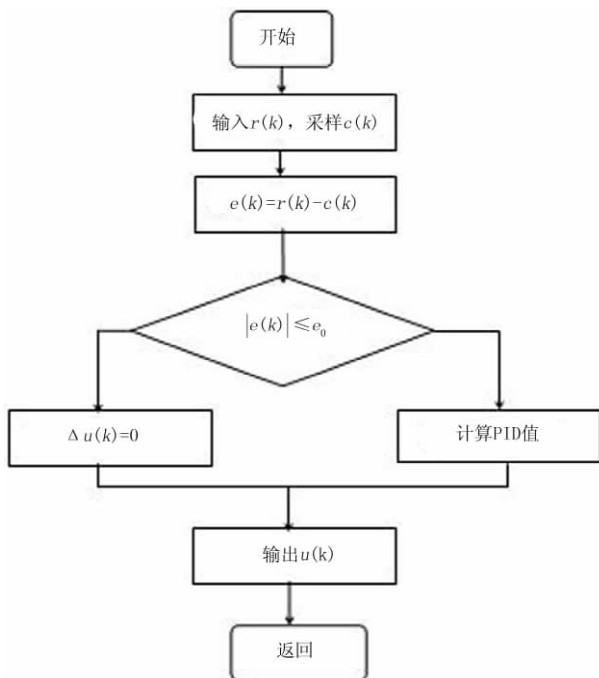 开始
输入r(k)，采样c(k)
e(k)=r(k)-c(k)
|e(k)|≤e₀
Δu(k)=0
计算PID值
输出u(k)
返回